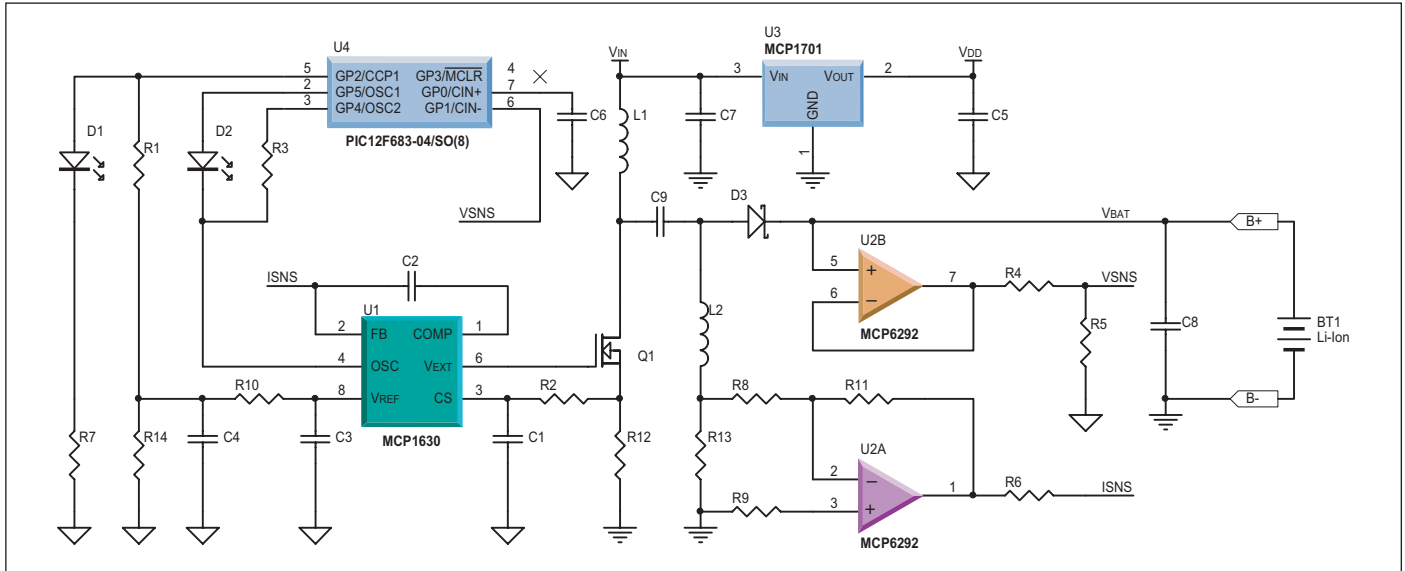 U4
5 GP2/CCP1 GP3/MCLR 4
2 GP5/OSC1 GP0/CIN+ 7
3 GP4/OSC2 GP1/CIN- 6
PIC12F683-04/SO(8)
VIN
U3
MCP1701
3 VIN VOUT 2
GND
1
VDD
D1
R1
D2
R3
C6
L1
C7
C5
VSNS
C9
D3
VBAT
B+
U2B
5 +
6 –
7
MCP6292
R4
VSNS
R5
C8
BT1
Li-Ion
B-
ISNS
C2
U1
2 FB COMP 1
4 OSC VEXT 6
8 VREF CS 3
MCP1630
Q1
L2
R10
R2
R8
R11
R7
R14
C4
C3
C1
R12
R13
R9
U2A
2 –
3 +
1
MCP6292
R6
ISNS